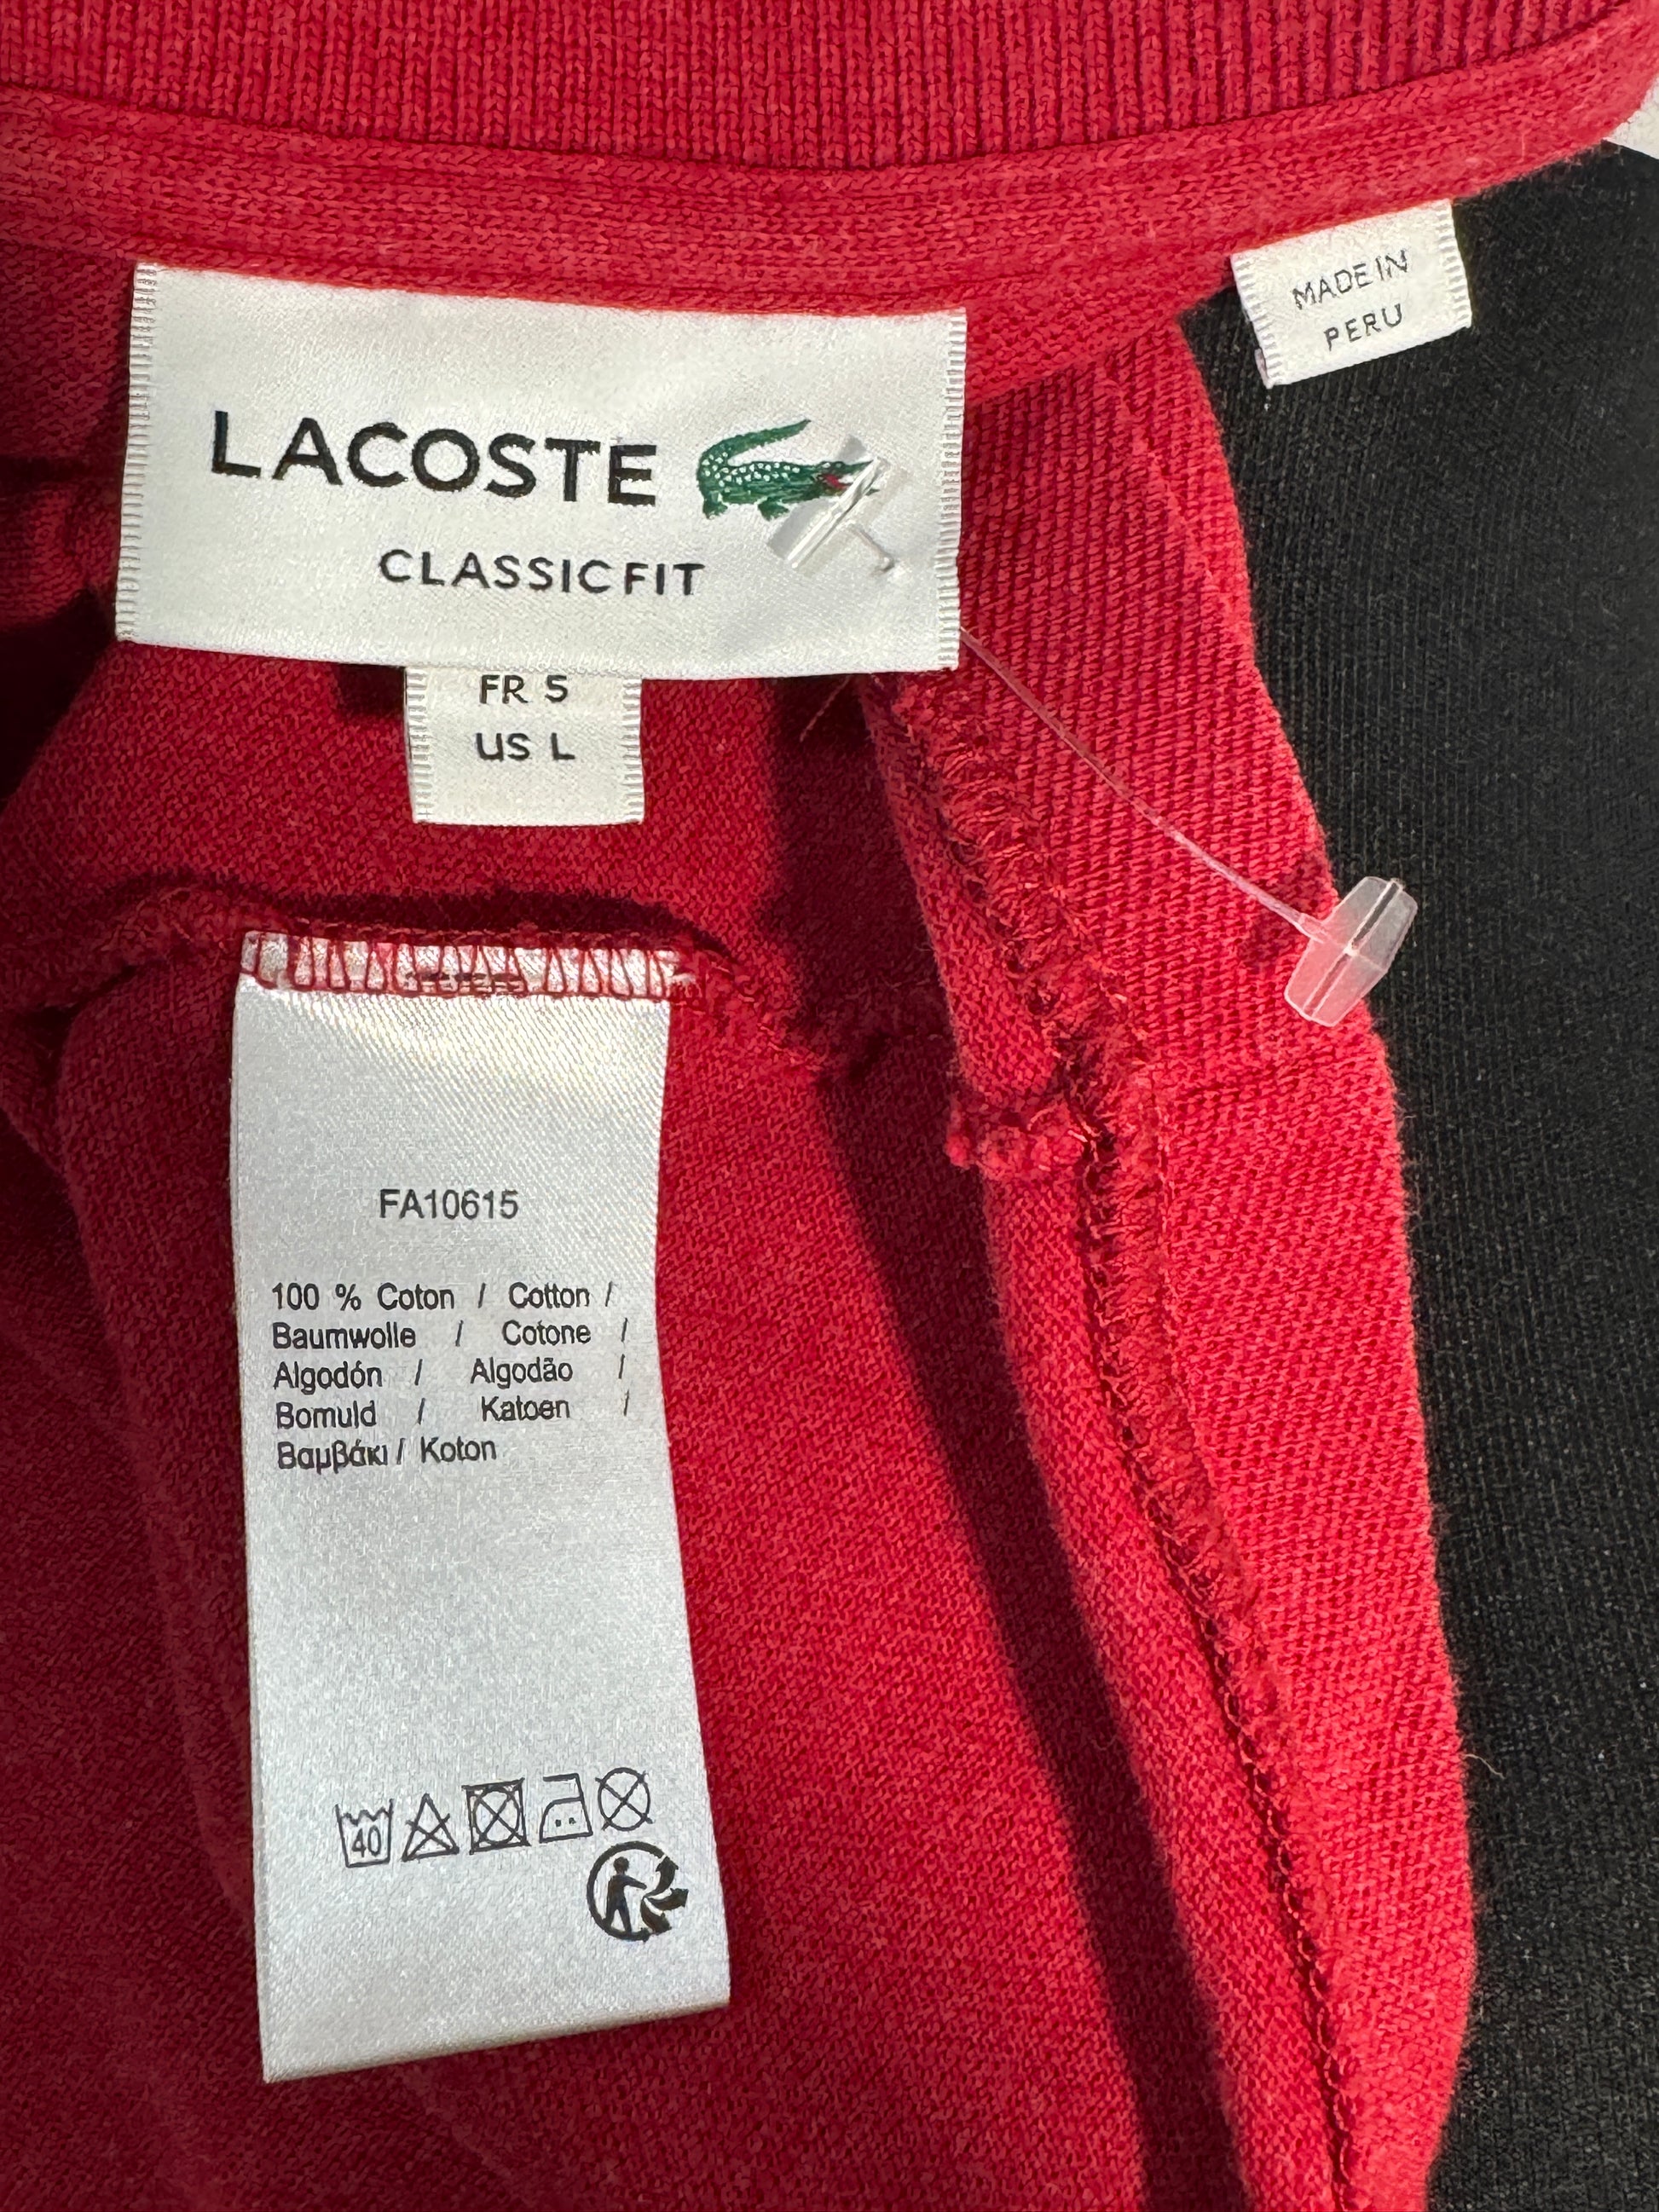 LACOSTE
CLASSIC FIT
MADE IN
PERU
FR 5
US L
FA10615
100 % Coton / Cotton /
Baumwolle / Cotone /
Algodón / Algodão /
Bomuld / Katoen /
Βαμβάκι / Koton
40